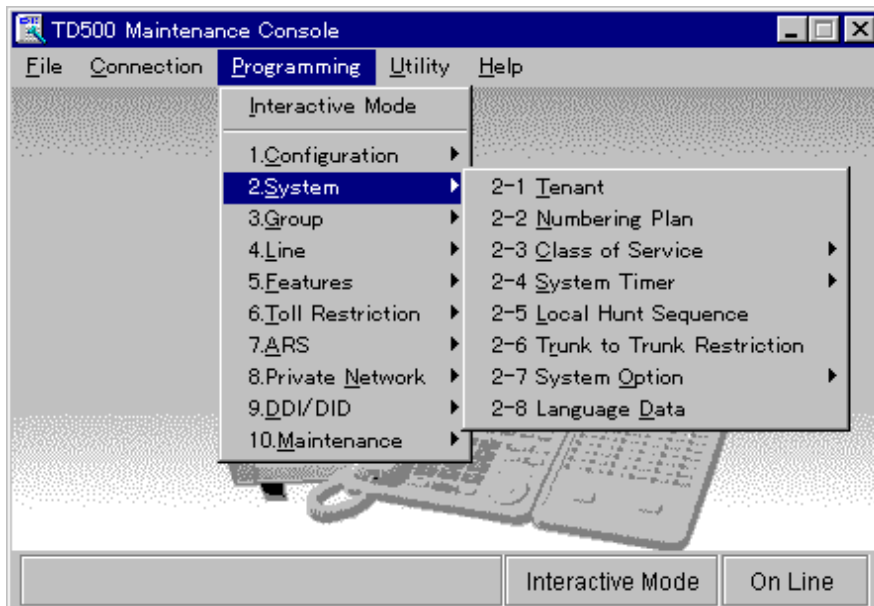 TD500 Maintenance Console
File Connection Programming Utility Help
Interactive Mode
1.Configuration
2.System
3.Group
4.Line
5.Features
6.Toll Restriction
7.ARS
8.Private Network
9.DDI/DID
10.Maintenance
2-1 Tenant
2-2 Numbering Plan
2-3 Class of Service
2-4 System Timer
2-5 Local Hunt Sequence
2-6 Trunk to Trunk Restriction
2-7 System Option
2-8 Language Data
Interactive Mode On Line